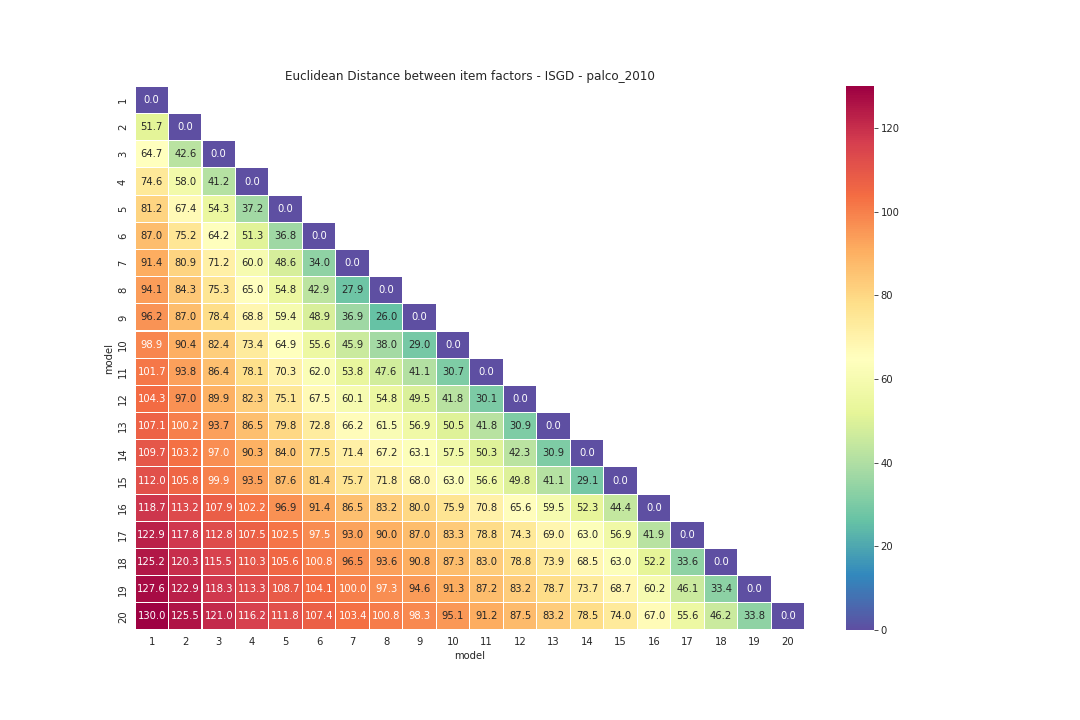 Euclidean Distance between item factors - ISGD - palco_2010
1 0.0
2 51.7 0.0
3 64.7 42.6 0.0
4 74.6 58.0 41.2 0.0
5 81.2 67.4 54.3 37.2 0.0
6 87.0 75.2 64.2 51.3 36.8 0.0
7 91.4 80.9 71.2 60.0 48.6 34.0 0.0
8 94.1 84.3 75.3 65.0 54.8 42.9 27.9 0.0
9 96.2 87.0 78.4 68.8 59.4 48.9 36.9 26.0 0.0
10 98.9 90.4 82.4 73.4 64.9 55.6 45.9 38.0 29.0 0.0
model
11 101.7 93.8 86.4 78.1 70.3 62.0 53.8 47.6 41.1 30.7 0.0
12 104.3 97.0 89.9 82.3 75.1 67.5 60.1 54.8 49.5 41.8 30.1 0.0
13 107.1 100.2 93.7 86.5 79.8 72.8 66.2 61.5 56.9 50.5 41.8 30.9 0.0
14 109.7 103.2 97.0 90.3 84.0 77.5 71.4 67.2 63.1 57.5 50.3 42.3 30.9 0.0
15 112.0 105.8 99.9 93.5 87.6 81.4 75.7 71.8 68.0 63.0 56.6 49.8 41.1 29.1 0.0
16 118.7 113.2 107.9 102.2 96.9 91.4 86.5 83.2 80.0 75.9 70.8 65.6 59.5 52.3 44.4 0.0
17 122.9 117.8 112.8 107.5 102.5 97.5 93.0 90.0 87.0 83.3 78.8 74.3 69.0 63.0 56.9 41.9 0.0
18 125.2 120.3 115.5 110.3 105.6 100.8 96.5 93.6 90.8 87.3 83.0 78.8 73.9 68.5 63.0 52.2 33.6 0.0
19 127.6 122.9 118.3 113.3 108.7 104.1 100.0 97.3 94.6 91.3 87.2 83.2 78.7 73.7 68.7 60.2 46.1 33.4 0.0
20 130.0 125.5 121.0 116.2 111.8 107.4 103.4 100.8 98.3 95.1 91.2 87.5 83.2 78.5 74.0 67.0 55.6 46.2 33.8 0.0
1 2 3 4 5 6 7 8 9 10 11 12 13 14 15 16 17 18 19 20
model
120
100
80
60
40
20
0